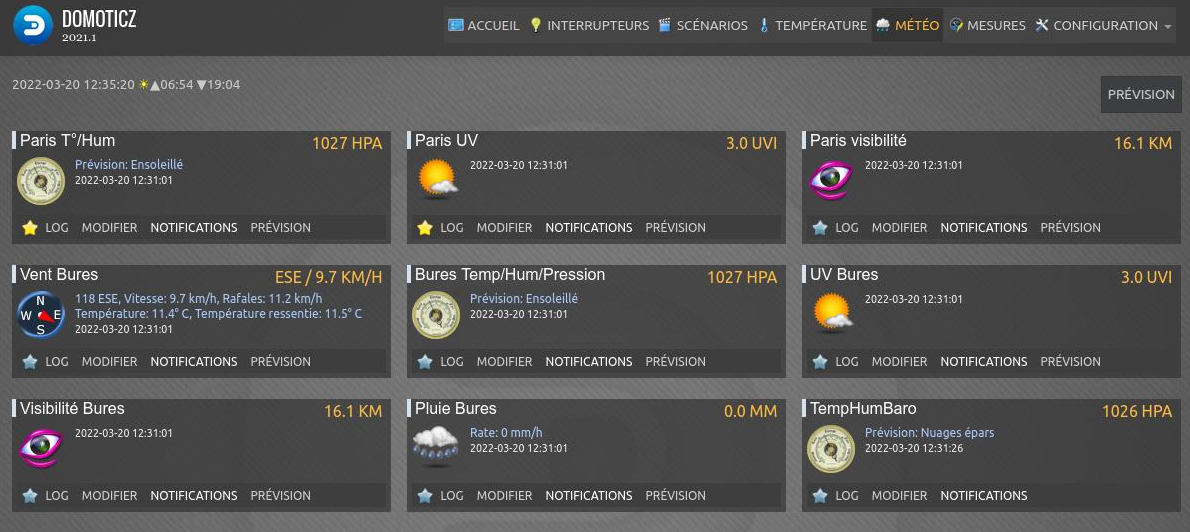 DOMOTICZ
2021.1
ACCUEIL INTERRUPTEURS SCÉNARIOS TEMPÉRATURE MÉTÉO MESURES CONFIGURATION
2022-03-20 12:35:20 ☀▲06:54 ▼19:04
PRÉVISION
Paris T°/Hum 1027 HPA
Prévision: Ensoleillé
2022-03-20 12:31:01
LOG MODIFIER NOTIFICATIONS PRÉVISION
Paris UV 3.0 UVI
2022-03-20 12:31:01
LOG MODIFIER NOTIFICATIONS PRÉVISION
Paris visibilité 16.1 KM
2022-03-20 12:31:01
LOG MODIFIER NOTIFICATIONS PRÉVISION
Vent Bures ESE / 9.7 KM/H
N
W E
S
118 ESE, Vitesse: 9.7 km/h, Rafales: 11.2 km/h
Température: 11.4° C, Température ressentie: 11.5° C
2022-03-20 12:31:01
LOG MODIFIER NOTIFICATIONS PRÉVISION
Bures Temp/Hum/Pression 1027 HPA
Prévision: Ensoleillé
2022-03-20 12:31:01
LOG MODIFIER NOTIFICATIONS PRÉVISION
UV Bures 3.0 UVI
2022-03-20 12:31:01
LOG MODIFIER NOTIFICATIONS PRÉVISION
Visibilité Bures 16.1 KM
2022-03-20 12:31:01
LOG MODIFIER NOTIFICATIONS PRÉVISION
Pluie Bures 0.0 MM
Rate: 0 mm/h
2022-03-20 12:31:01
LOG MODIFIER NOTIFICATIONS PRÉVISION
TempHumBaro 1026 HPA
Prévision: Nuages épars
2022-03-20 12:31:26
LOG MODIFIER NOTIFICATIONS